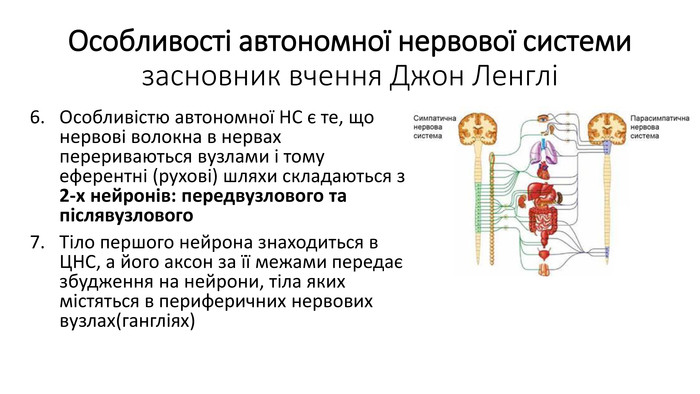 Особливості автономної нервової системи
засновник вчення Джон Ленглі
6. Особливістю автономної НС є те, що
нервові волокна в нервах
перериваються вузлами і тому
еферентні (рухові) шляхи складаються з
2-х нейронів: передвузлового та
післявузлового
7. Тіло першого нейрона знаходиться в
ЦНС, а його аксон за її межами передає
збудження на нейрони, тіла яких
містяться в периферичних нервових
вузлах(гангліях)
Симпатична
нервова
система
Парасимпатична
нервова
система